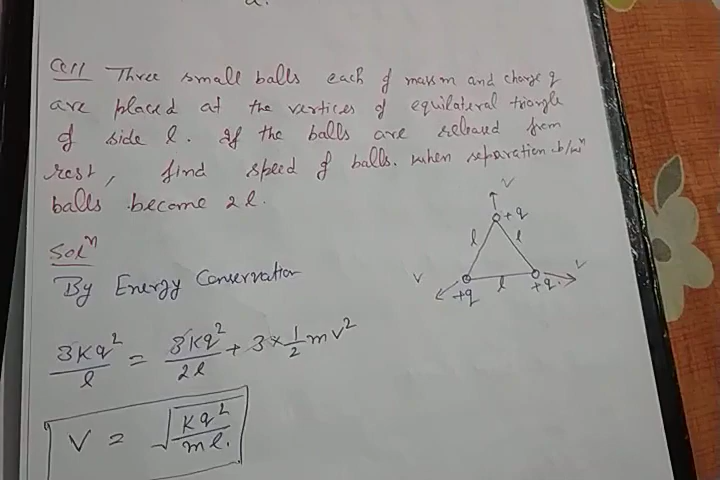 Three small balls each of mass m and charge q
are placed at the vertices of equilateral triangle
of side l. If the balls are released from
rest, find speed of balls. when separation b/wⁿ
balls become 2l.
Solⁿ
By Energy Conservation
3Kq²/l = 3Kq²/2l + 3 × 1/2 mv²
V = √(Kq²/ml.)
V
+q
l l
V +q l +q. V